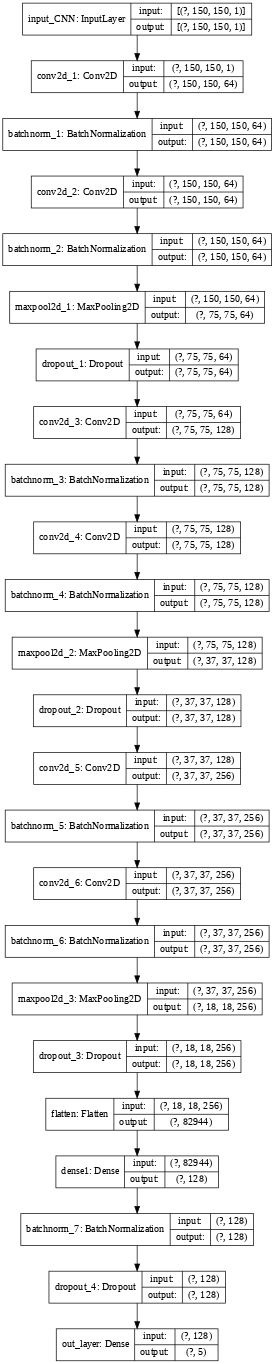 input_CNN: InputLayer
input: [(?, 150, 150, 1)]
output: [(?, 150, 150, 1)]
conv2d_1: Conv2D
input: (?, 150, 150, 1)
output: (?, 150, 150, 64)
batchnorm_1: BatchNormalization
input: (?, 150, 150, 64)
output: (?, 150, 150, 64)
conv2d_2: Conv2D
input: (?, 150, 150, 64)
output: (?, 150, 150, 64)
batchnorm_2: BatchNormalization
input: (?, 150, 150, 64)
output: (?, 150, 150, 64)
maxpool2d_1: MaxPooling2D
input: (?, 150, 150, 64)
output: (?, 75, 75, 64)
dropout_1: Dropout
input: (?, 75, 75, 64)
output: (?, 75, 75, 64)
conv2d_3: Conv2D
input: (?, 75, 75, 64)
output: (?, 75, 75, 128)
batchnorm_3: BatchNormalization
input: (?, 75, 75, 128)
output: (?, 75, 75, 128)
conv2d_4: Conv2D
input: (?, 75, 75, 128)
output: (?, 75, 75, 128)
batchnorm_4: BatchNormalization
input: (?, 75, 75, 128)
output: (?, 75, 75, 128)
maxpool2d_2: MaxPooling2D
input: (?, 75, 75, 128)
output: (?, 37, 37, 128)
dropout_2: Dropout
input: (?, 37, 37, 128)
output: (?, 37, 37, 128)
conv2d_5: Conv2D
input: (?, 37, 37, 128)
output: (?, 37, 37, 256)
batchnorm_5: BatchNormalization
input: (?, 37, 37, 256)
output: (?, 37, 37, 256)
conv2d_6: Conv2D
input: (?, 37, 37, 256)
output: (?, 37, 37, 256)
batchnorm_6: BatchNormalization
input: (?, 37, 37, 256)
output: (?, 37, 37, 256)
maxpool2d_3: MaxPooling2D
input: (?, 37, 37, 256)
output: (?, 18, 18, 256)
dropout_3: Dropout
input: (?, 18, 18, 256)
output: (?, 18, 18, 256)
flatten: Flatten
input: (?, 18, 18, 256)
output: (?, 82944)
dense1: Dense
input: (?, 82944)
output: (?, 128)
batchnorm_7: BatchNormalization
input: (?, 128)
output: (?, 128)
dropout_4: Dropout
input: (?, 128)
output: (?, 128)
out_layer: Dense
input: (?, 128)
output: (?, 5)